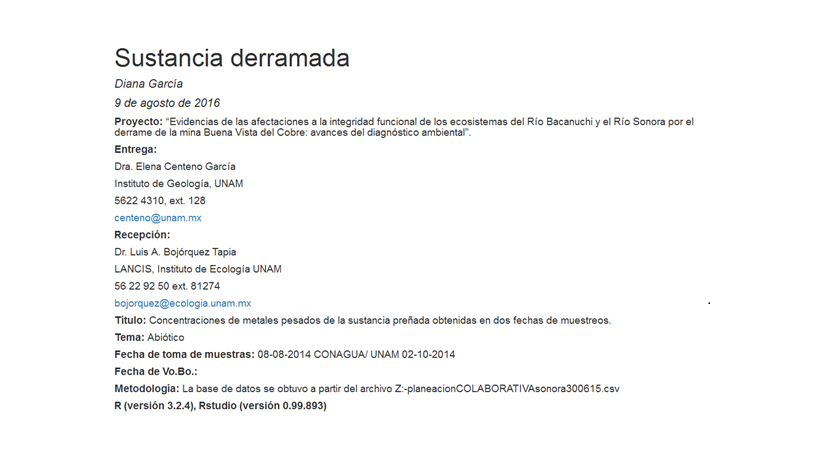 Sustancia derramada
Diana García
9 de agosto de 2016
Proyecto: “Evidencias de las afectaciones a la integridad funcional de los ecosistemas del Río Bacanuchi y el Río Sonora por el
derrame de la mina Buena Vista del Cobre: avances del diagnóstico ambiental”.
Entrega:
Dra. Elena Centeno García
Instituto de Geología, UNAM
5622 4310, ext. 128
centeno@unam.mx
Recepción:
Dr. Luis A. Bojórquez Tapia
LANCIS, Instituto de Ecología UNAM
56 22 92 50 ext. 81274
bojorquez@ecologia.unam.mx
Título: Concentraciones de metales pesados de la sustancia preñada obtenidas en dos fechas de muestreos.
Tema: Abiótico
Fecha de toma de muestras: 08-08-2014 CONAGUA/ UNAM 02-10-2014
Fecha de Vo.Bo.:
Metodología: La base de datos se obtuvo a partir del archivo Z:-planeacionCOLABORATIVAsonora300615.csv
R (versión 3.2.4), Rstudio (versión 0.99.893)